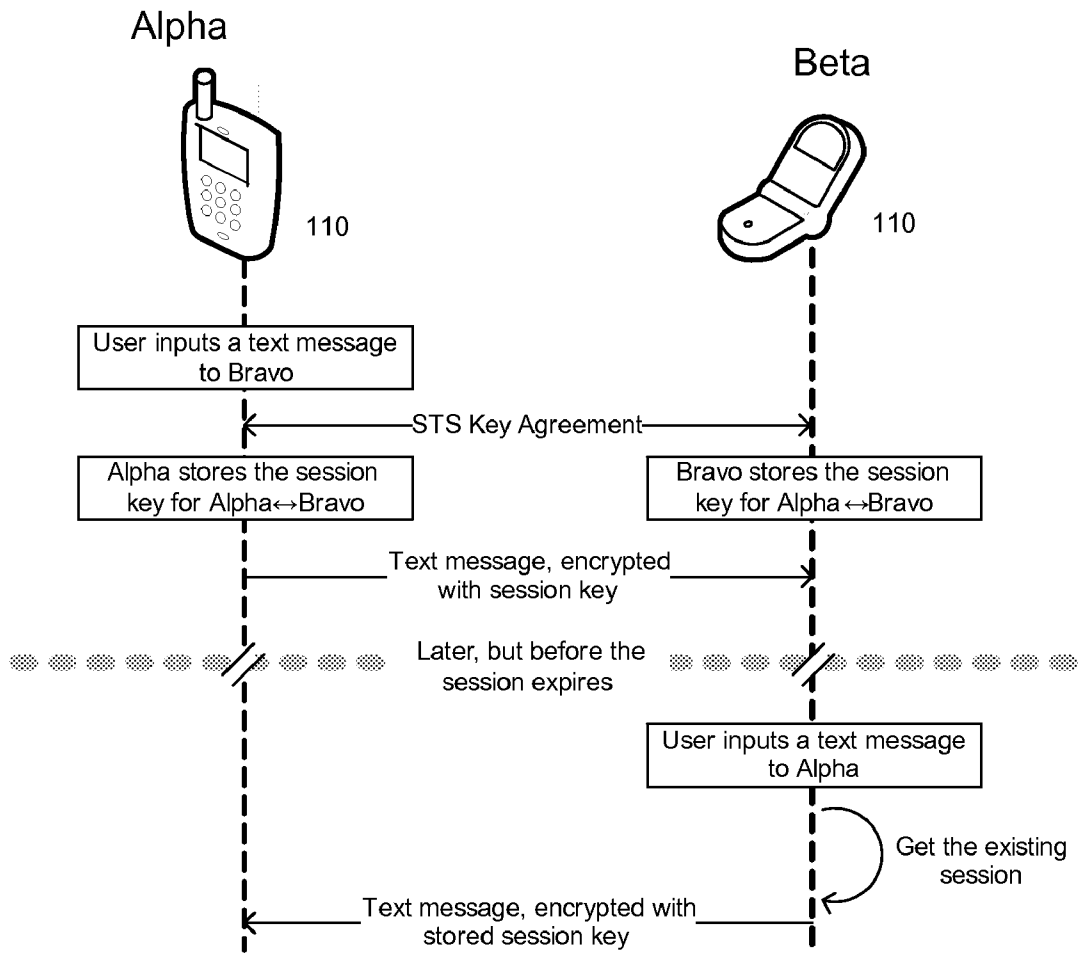 Alpha
Beta
110
110
User inputs a text message
to Bravo
STS Key Agreement
Alpha stores the session
key for Alpha↔Bravo
Bravo stores the session
key for Alpha↔Bravo
Text message, encrypted
with session key
Later, but before the
session expires
User inputs a text message
to Alpha
Get the existing
session
Text message, encrypted with
stored session key